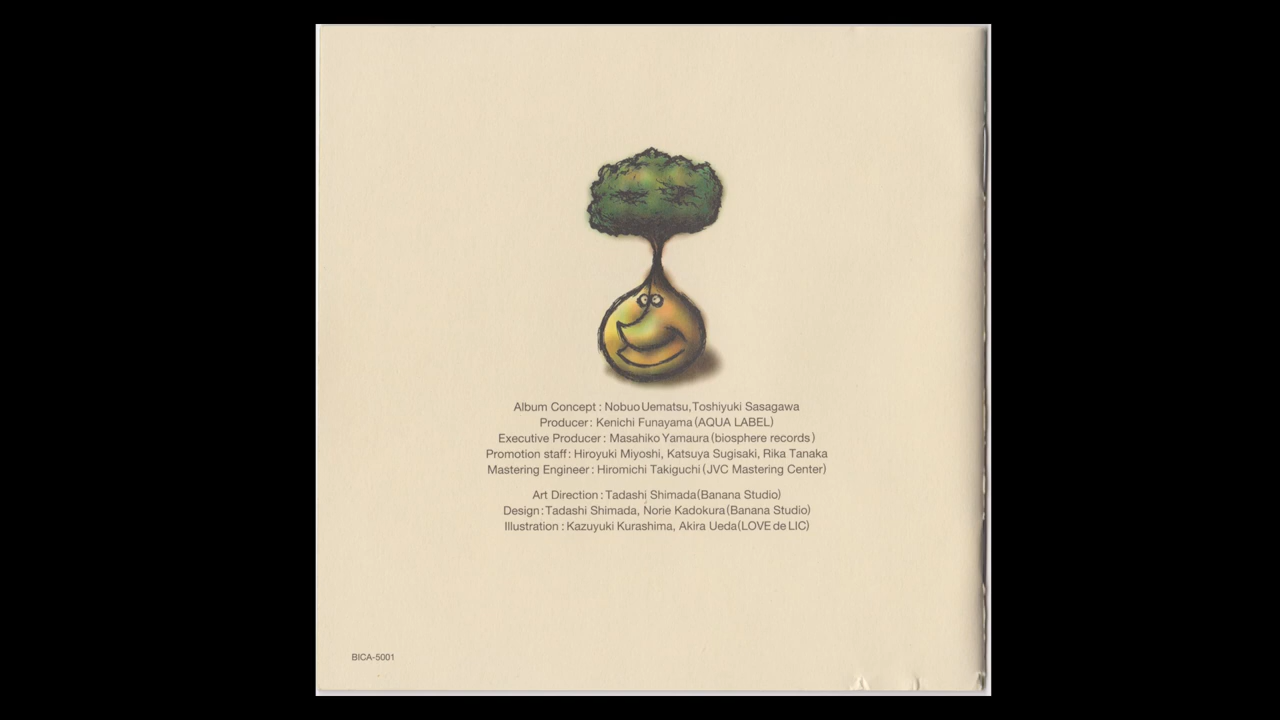 Album Concept : Nobuo Uematsu, Toshiyuki Sasagawa
Producer : Kenichi Funayama (AQUA LABEL)
Executive Producer : Masahiko Yamaura (biosphere records)
Promotion staff : Hiroyuki Miyoshi, Katsuya Sugisaki, Rika Tanaka
Mastering Engineer : Hiromichi Takiguchi (JVC Mastering Center)
Art Direction : Tadashi Shimada (Banana Studio)
Design : Tadashi Shimada, Norie Kadokura (Banana Studio)
Illustration : Kazuyuki Kurashima, Akira Ueda (LOVE de LIC)
BICA-5001